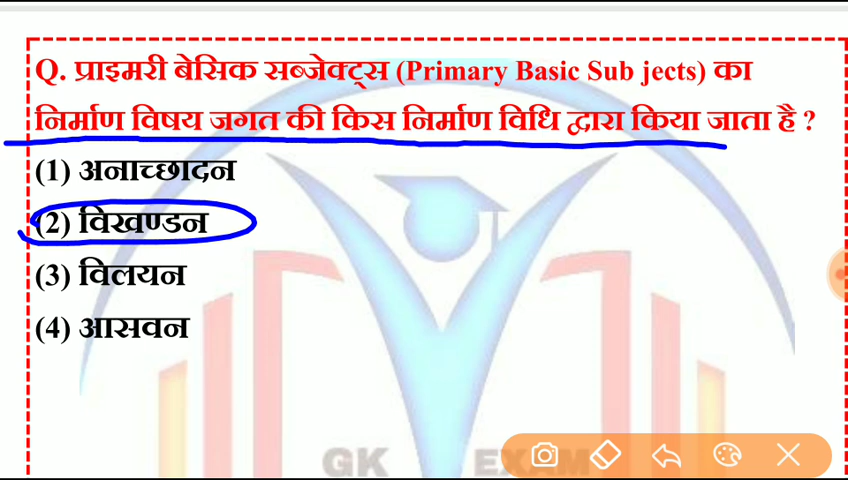 Q. प्राइमरी बेसिक सब्जेक्ट्स (Primary Basic Sub jects) का
निर्माण विषय जगत की किस निर्माण विधि द्वारा किया जाता है ?
(1) अनाच्छादन
(2) विखण्डन
(3) विलयन
(4) आसवन
GK EXAM